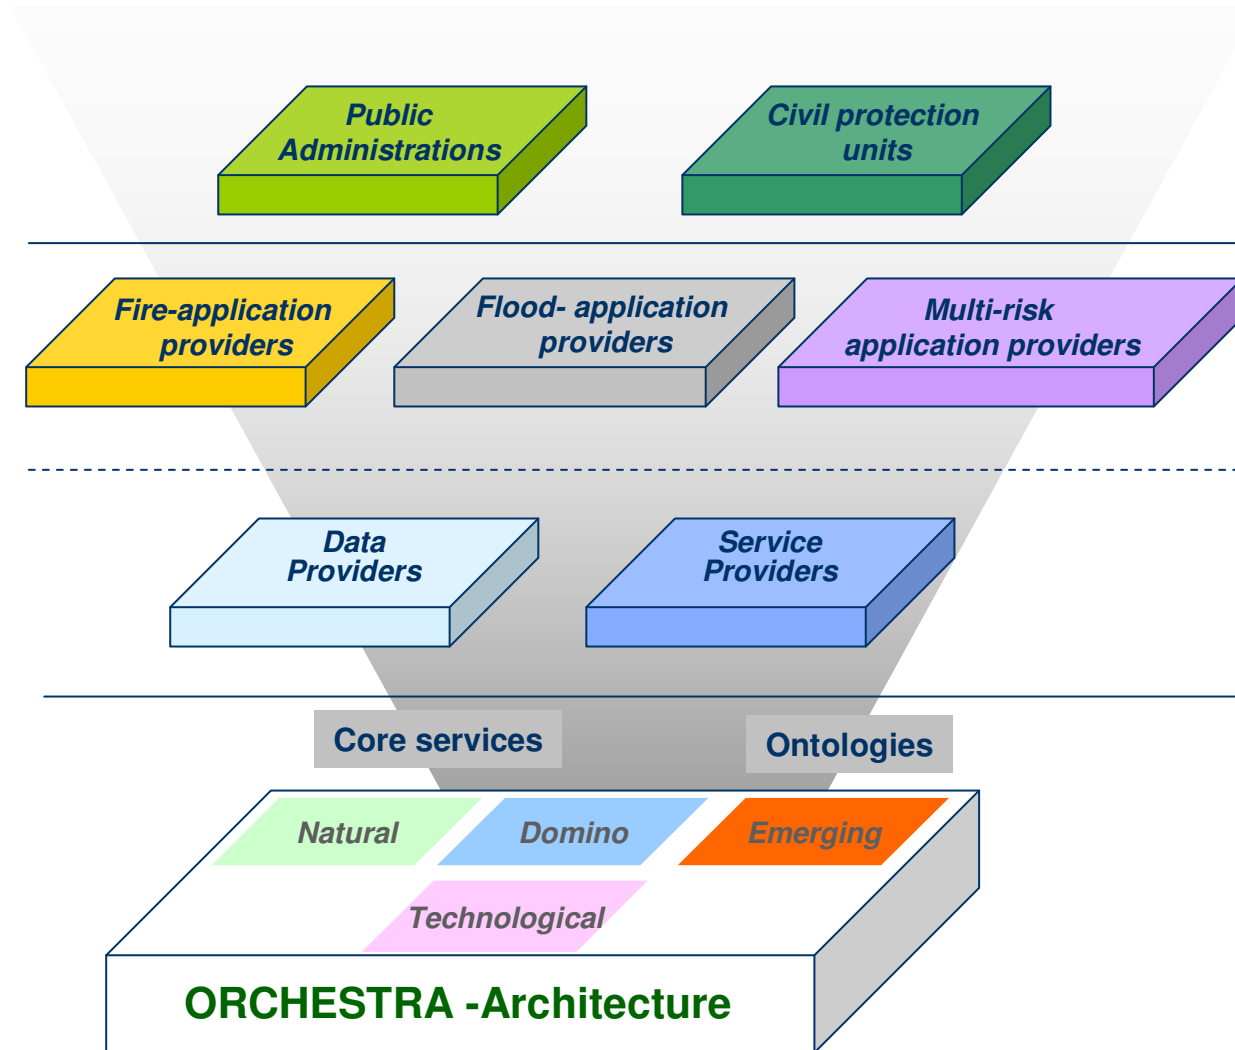 Public
Administrations
Civil protection
units
Fire-application
providers
Flood- application
providers
Multi-risk
application providers
Data
Providers
Service
Providers
Core services
Ontologies
Natural
Domino
Emerging
Technological
ORCHESTRA -Architecture